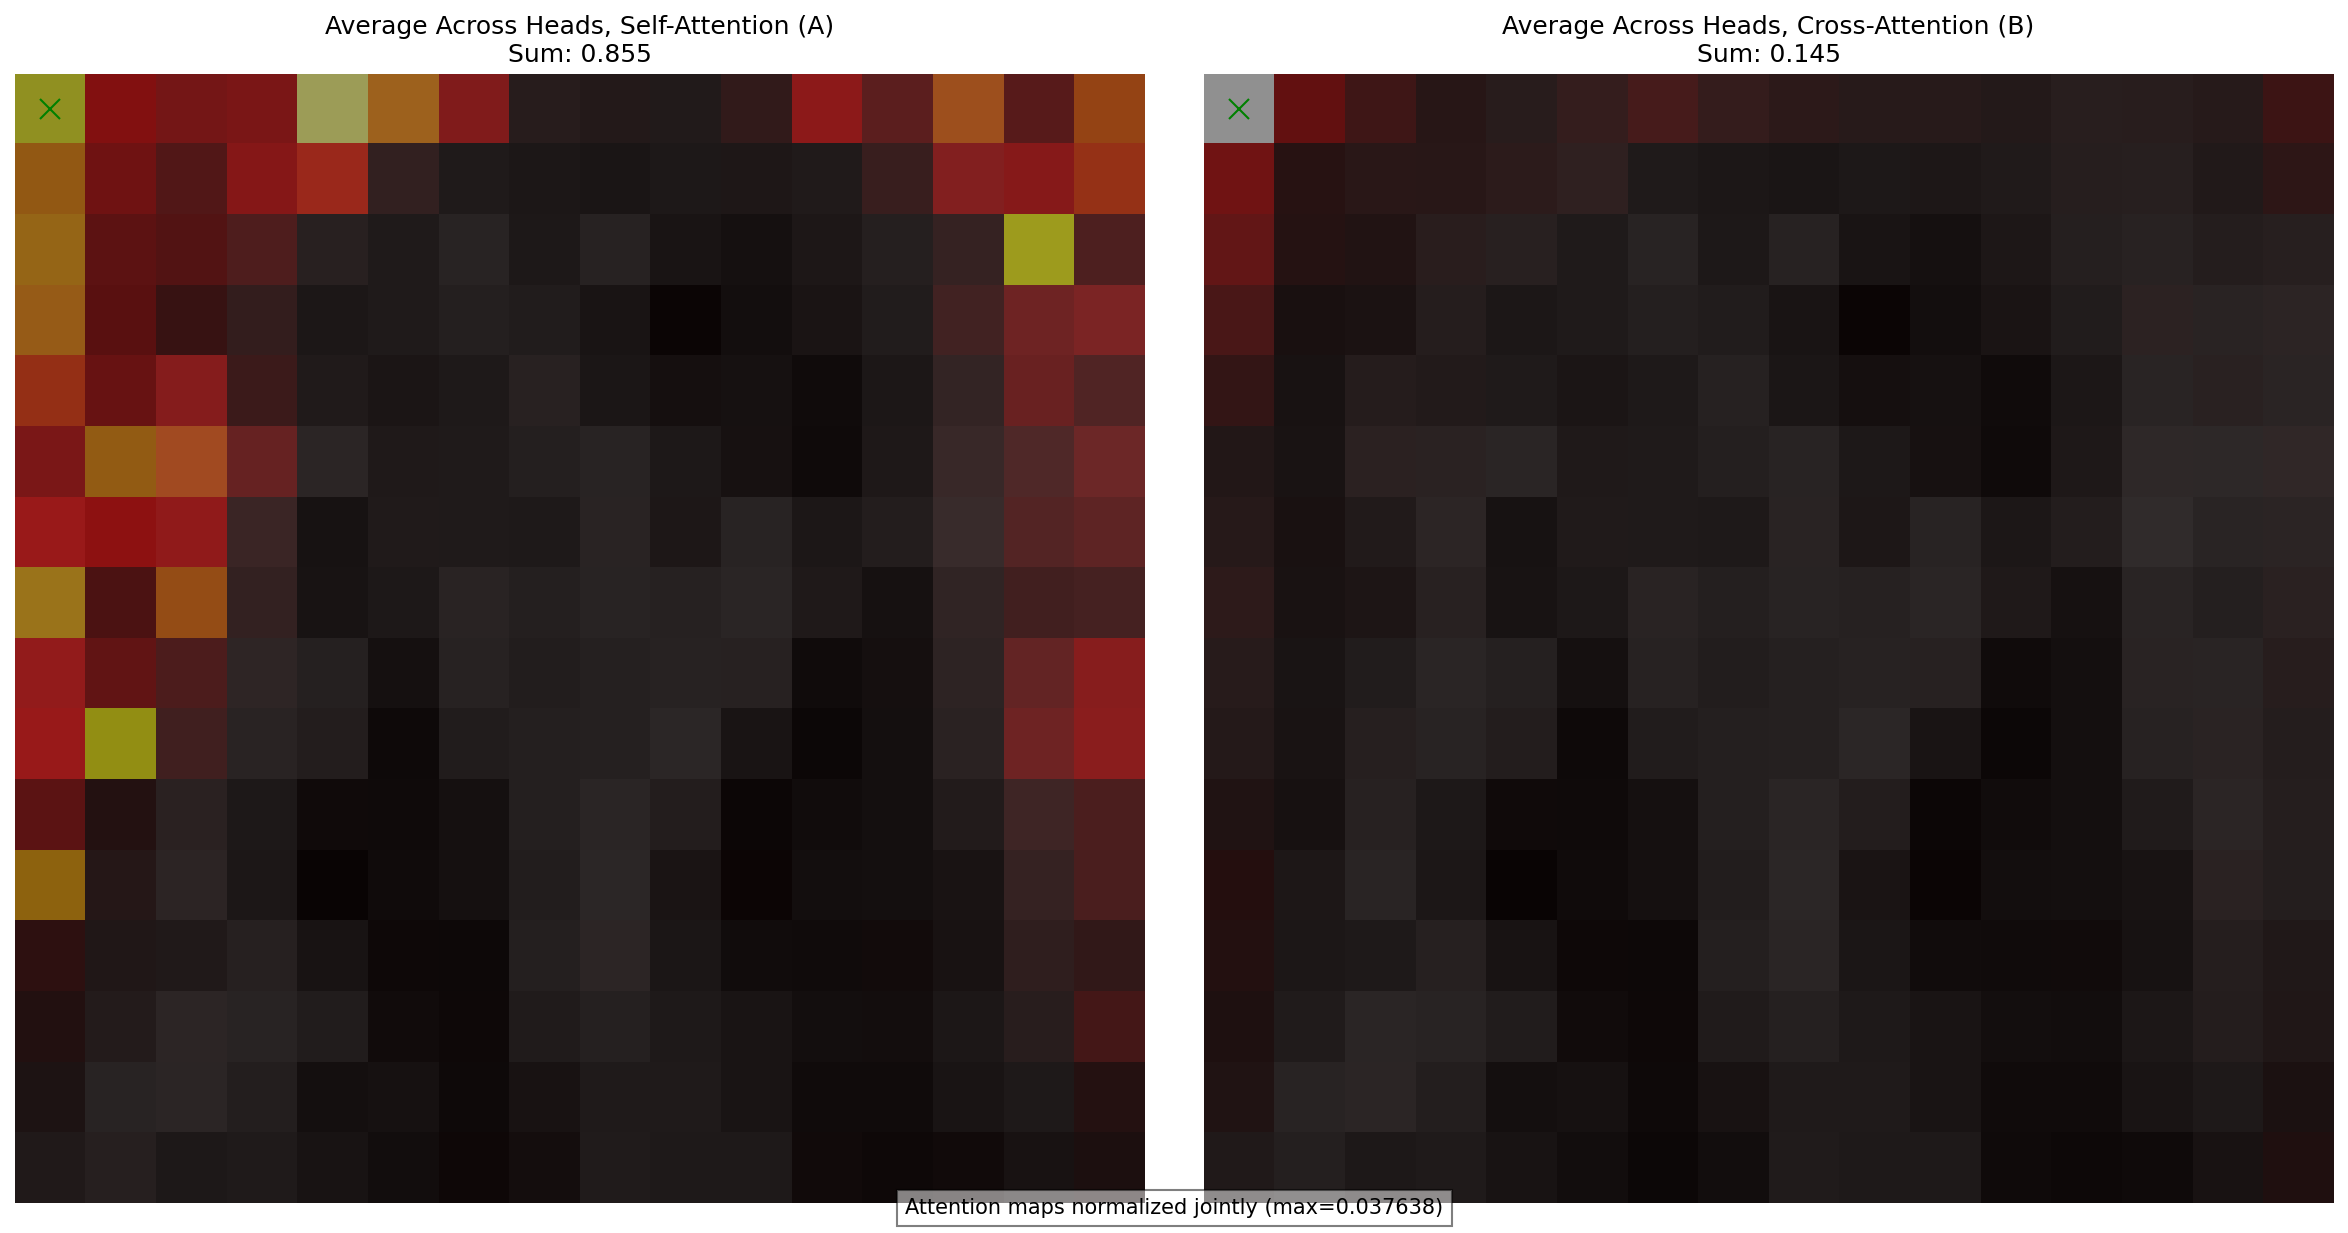 Average Across Heads, Self-Attention (A)
Sum: 0.855
Average Across Heads, Cross-Attention (B)
Sum: 0.145
Attention maps normalized jointly (max=0.037638)